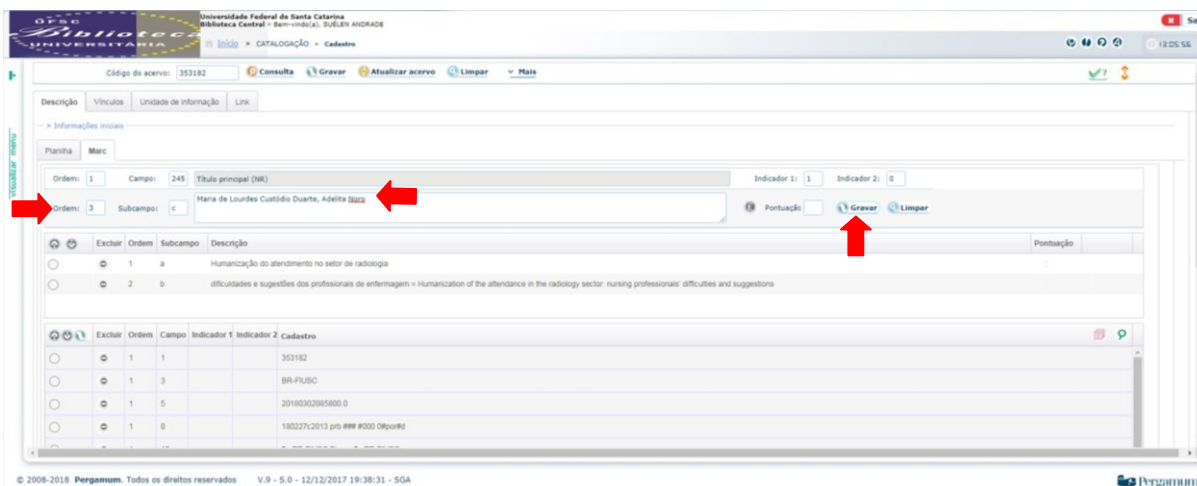 UFSC
Biblioteca
UNIVERSITÁRIA
Universidade Federal de Santa Catarina
Biblioteca Central > Bem-vindo(a). SUÉLEN ANDRADE
Início » CATALOGAÇÃO » Cadastro
Sa
13:05:56
Código do acervo: 353182 Consulta Gravar Atualizar acervo Limpar Mais
Descrição Vínculos Unidade de informação Link
visualizar menu
» Informações iniciais
Planilha Marc
Ordem: 1 Campo: 245 Título principal (NR) Indicador 1: 1 Indicador 2: 0
Ordem: 3 Subcampo: c Maria de Lourdes Custódio Duarte, Adelita Noro Pontuação Gravar Limpar
Excluir Ordem Subcampo Descrição Pontuação
1 a Humanização do atendimento no setor de radiologia :
2 b dificuldades e sugestões dos profissionais de enfermagem = Humanization of the attendance in the radiology sector: nursing professionals' difficulties and suggestions
Excluir Ordem Campo Indicador 1 Indicador 2 Cadastro
1 1 353182
1 3 BR-FlUSC
1 5 20180302085800.0
1 8 180227c2013 prb ### #000 0#por#d
© 2008-2018 Pergamum. Todos os direitos reservados V.9 - 5.0 - 12/12/2017 19:38:31 - SGA
Pergamum